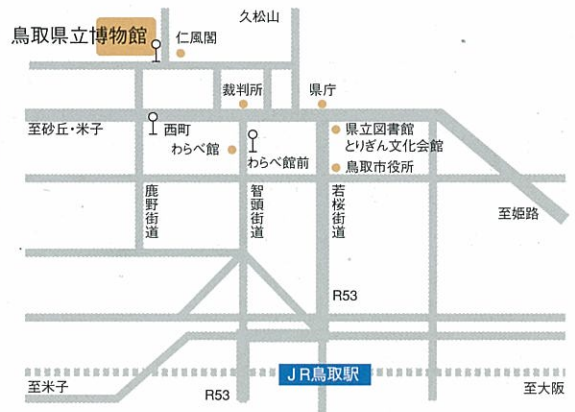 久松山
鳥取県立博物館
仁風閣
裁判所
県庁
至砂丘・米子
西町
わらべ館
わらべ館前
県立図書館
とりぎん文化会館
鳥取市役所
鹿野街道
智頭街道
若桜街道
至姫路
R53
JR鳥取駅
至米子
R53
至大阪